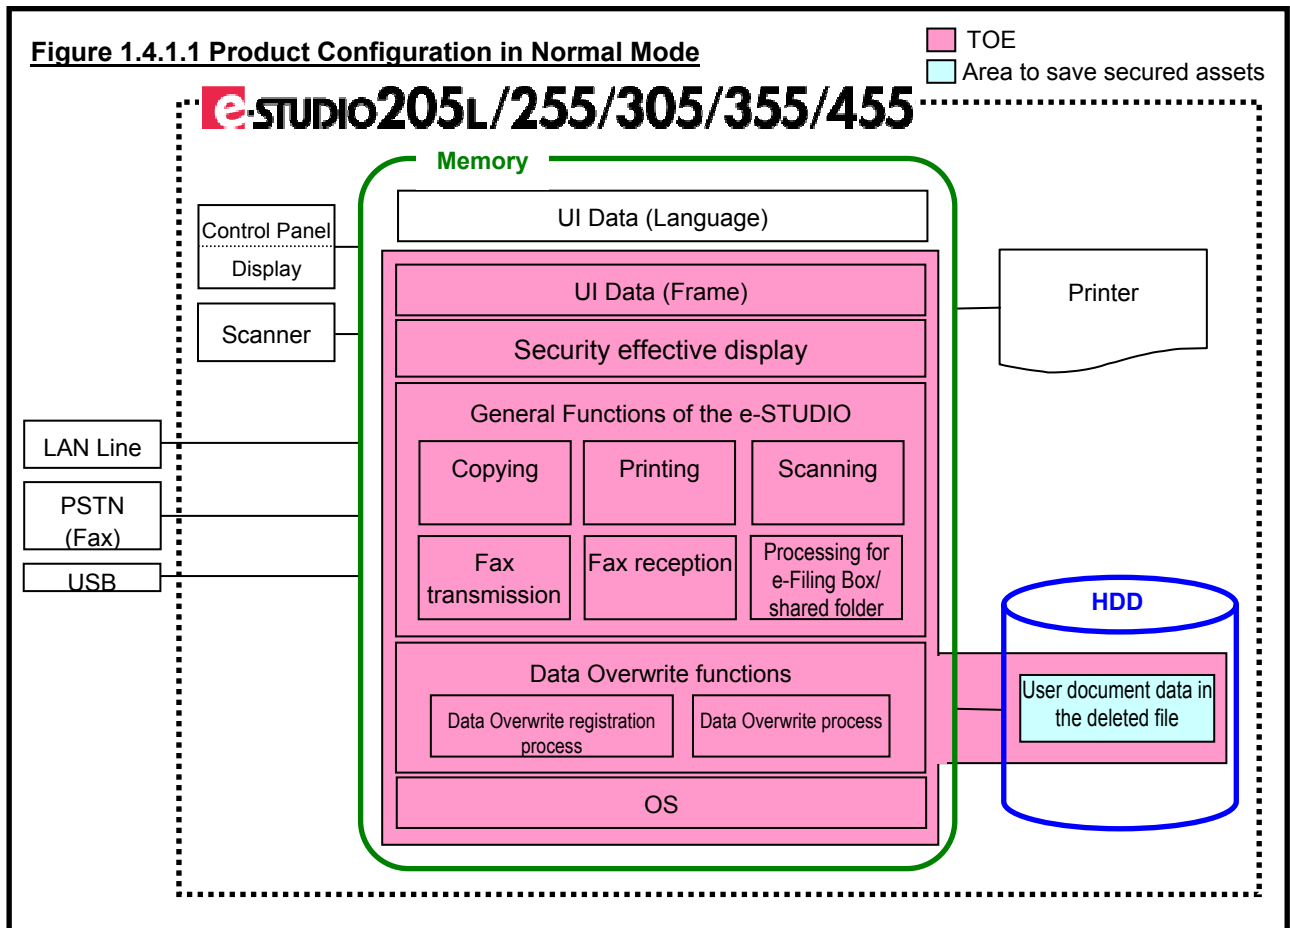 Figure 1.4.1.1 Product Configuration in Normal Mode
TOE
Area to save secured assets
e-STUDIO205L/255/305/355/455
Memory
UI Data (Language)
Control Panel
Display
Scanner
UI Data (Frame)
Security effective display
Printer
General Functions of the e-STUDIO
LAN Line
PSTN
(Fax)
USB
Copying
Printing
Scanning
Fax
transmission
Fax reception
Processing for
e-Filing Box/
shared folder
HDD
Data Overwrite functions
Data Overwrite registration
process
Data Overwrite process
User document data in
the deleted file
OS